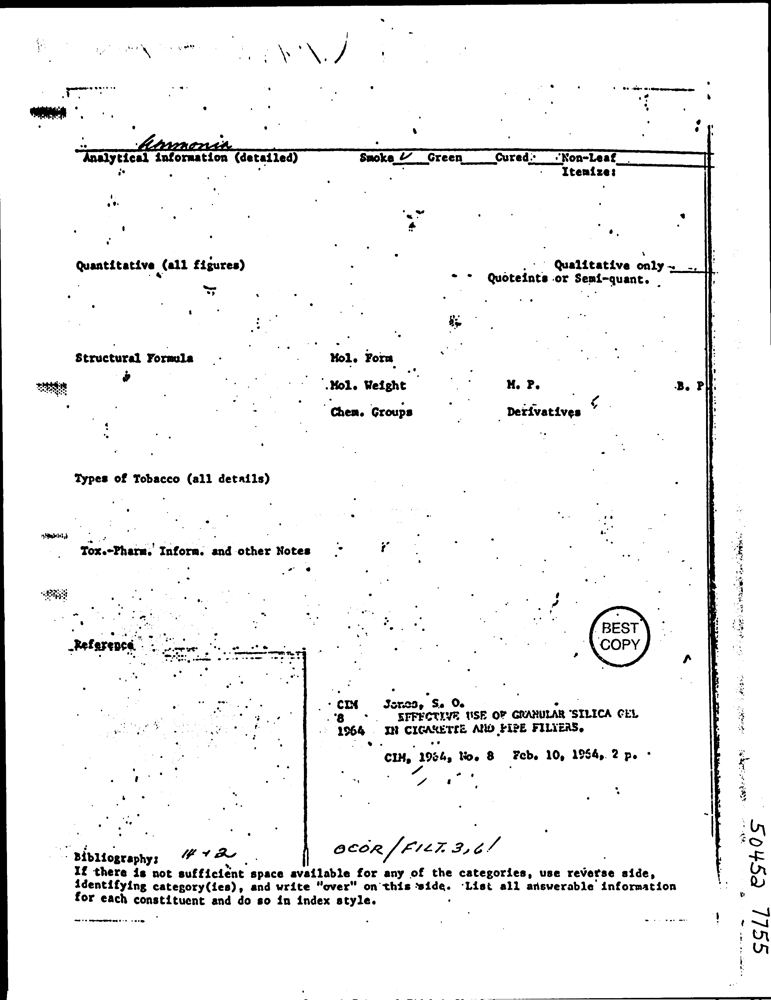 Ammonia
Analytical information (detailed) Smoke ✓ Green Cured Non-Leaf
Itemize:
Quantitative (all figures) Qualitative only
Quoteints or Semi-quant.
Structural Formula Mol. Form
Mol. Weight M. P. B. P
Chem. Groups Derivatives
Types of Tobacco (all details)
Tox.-Pharm. Inform. and other Notes
BEST
COPY
Reference
CIM Jones, S. O.
8 EFFECTIVE USE OF GRANULAR SILICA GEL
1964 IN CIGARETTE AND PIPE FILTERS.
CIM, 1964, No. 8 Feb. 10, 1964, 2 p.
Bibliography: OCOR/FILT. 3,6/
If there is not sufficient space available for any of the categories, use reverse side,
identifying category(ies), and write "over" on this side. List all answerable information
for each constituent and do so in index style.
50452 7755